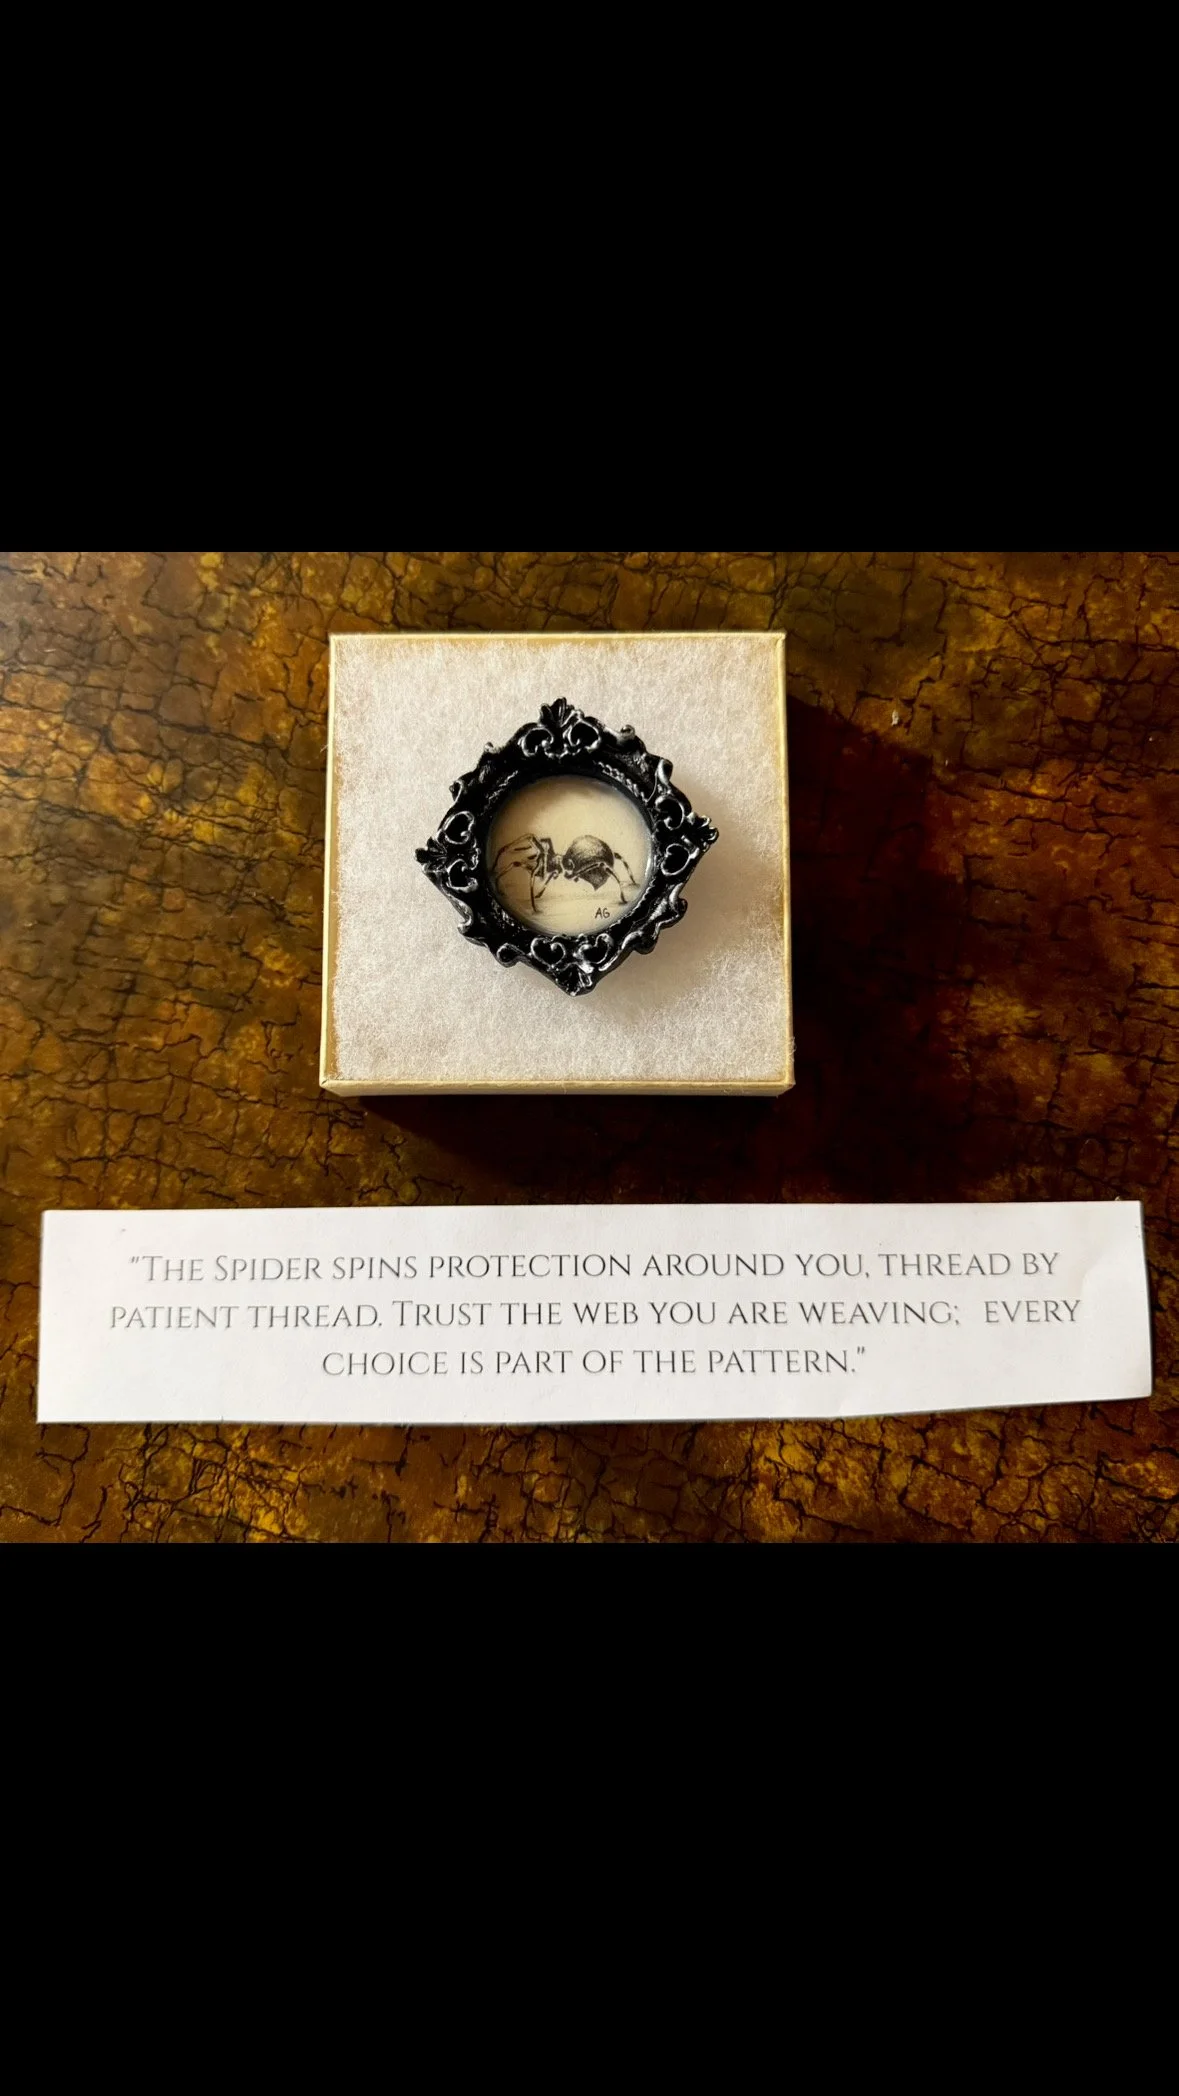 AG
"The Spider spins protection around you, thread by
patient thread. Trust the web you are weaving; every
choice is part of the pattern."